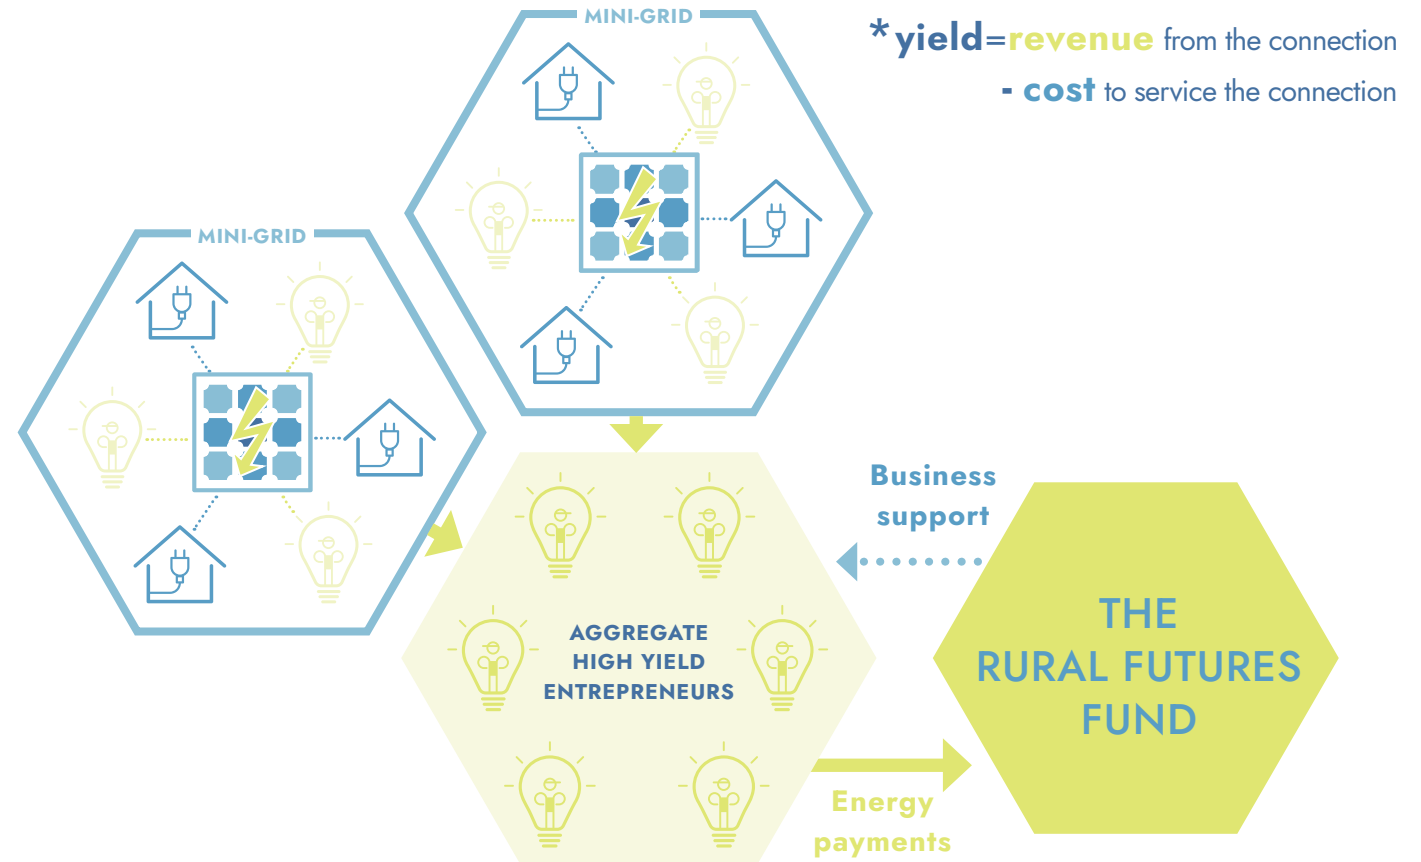 MINI-GRID
*yield=revenue from the connection
- cost to service the connection
MINI-GRID
Business
support
AGGREGATE
HIGH YIELD
ENTREPRENEURS
THE
RURAL FUTURES
FUND
Energy
payments